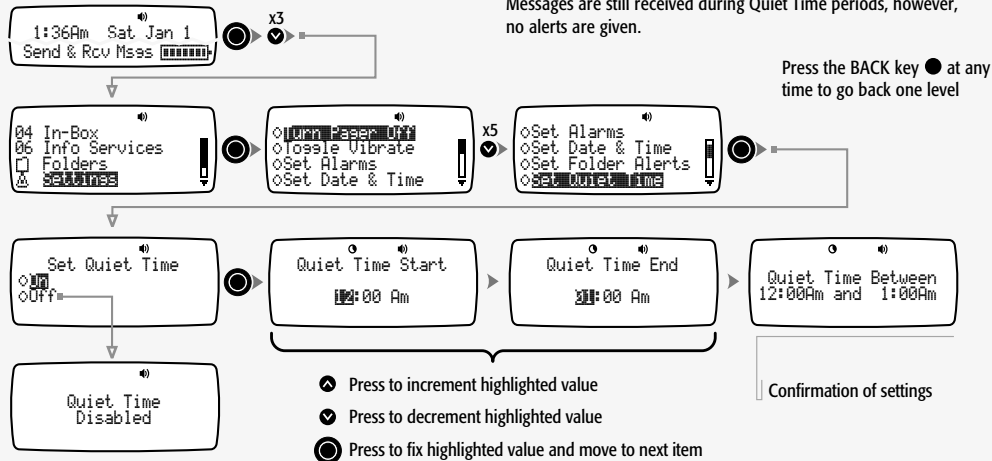 Messages are still received during Quiet Time periods, however,
no alerts are given.
1:36Am Sat Jan 1
Send & Rcv Msgs
x3
Press the BACK key ● at any
time to go back one level
04 In-Box
06 Info Services
Folders
Settings
Turn Pager Off
Toggle Vibrate
Set Alarms
Set Date & Time
x5
Set Alarms
Set Date & Time
Set Folder Alerts
Set Quiet Time
Set Quiet Time
On
Off
Quiet Time Start
12:00 Am
Quiet Time End
:00 Am
Quiet Time Between
12:00Am and 1:00Am
Quiet Time
Disabled
Press to increment highlighted value
Press to decrement highlighted value
Press to fix highlighted value and move to next item
Confirmation of settings